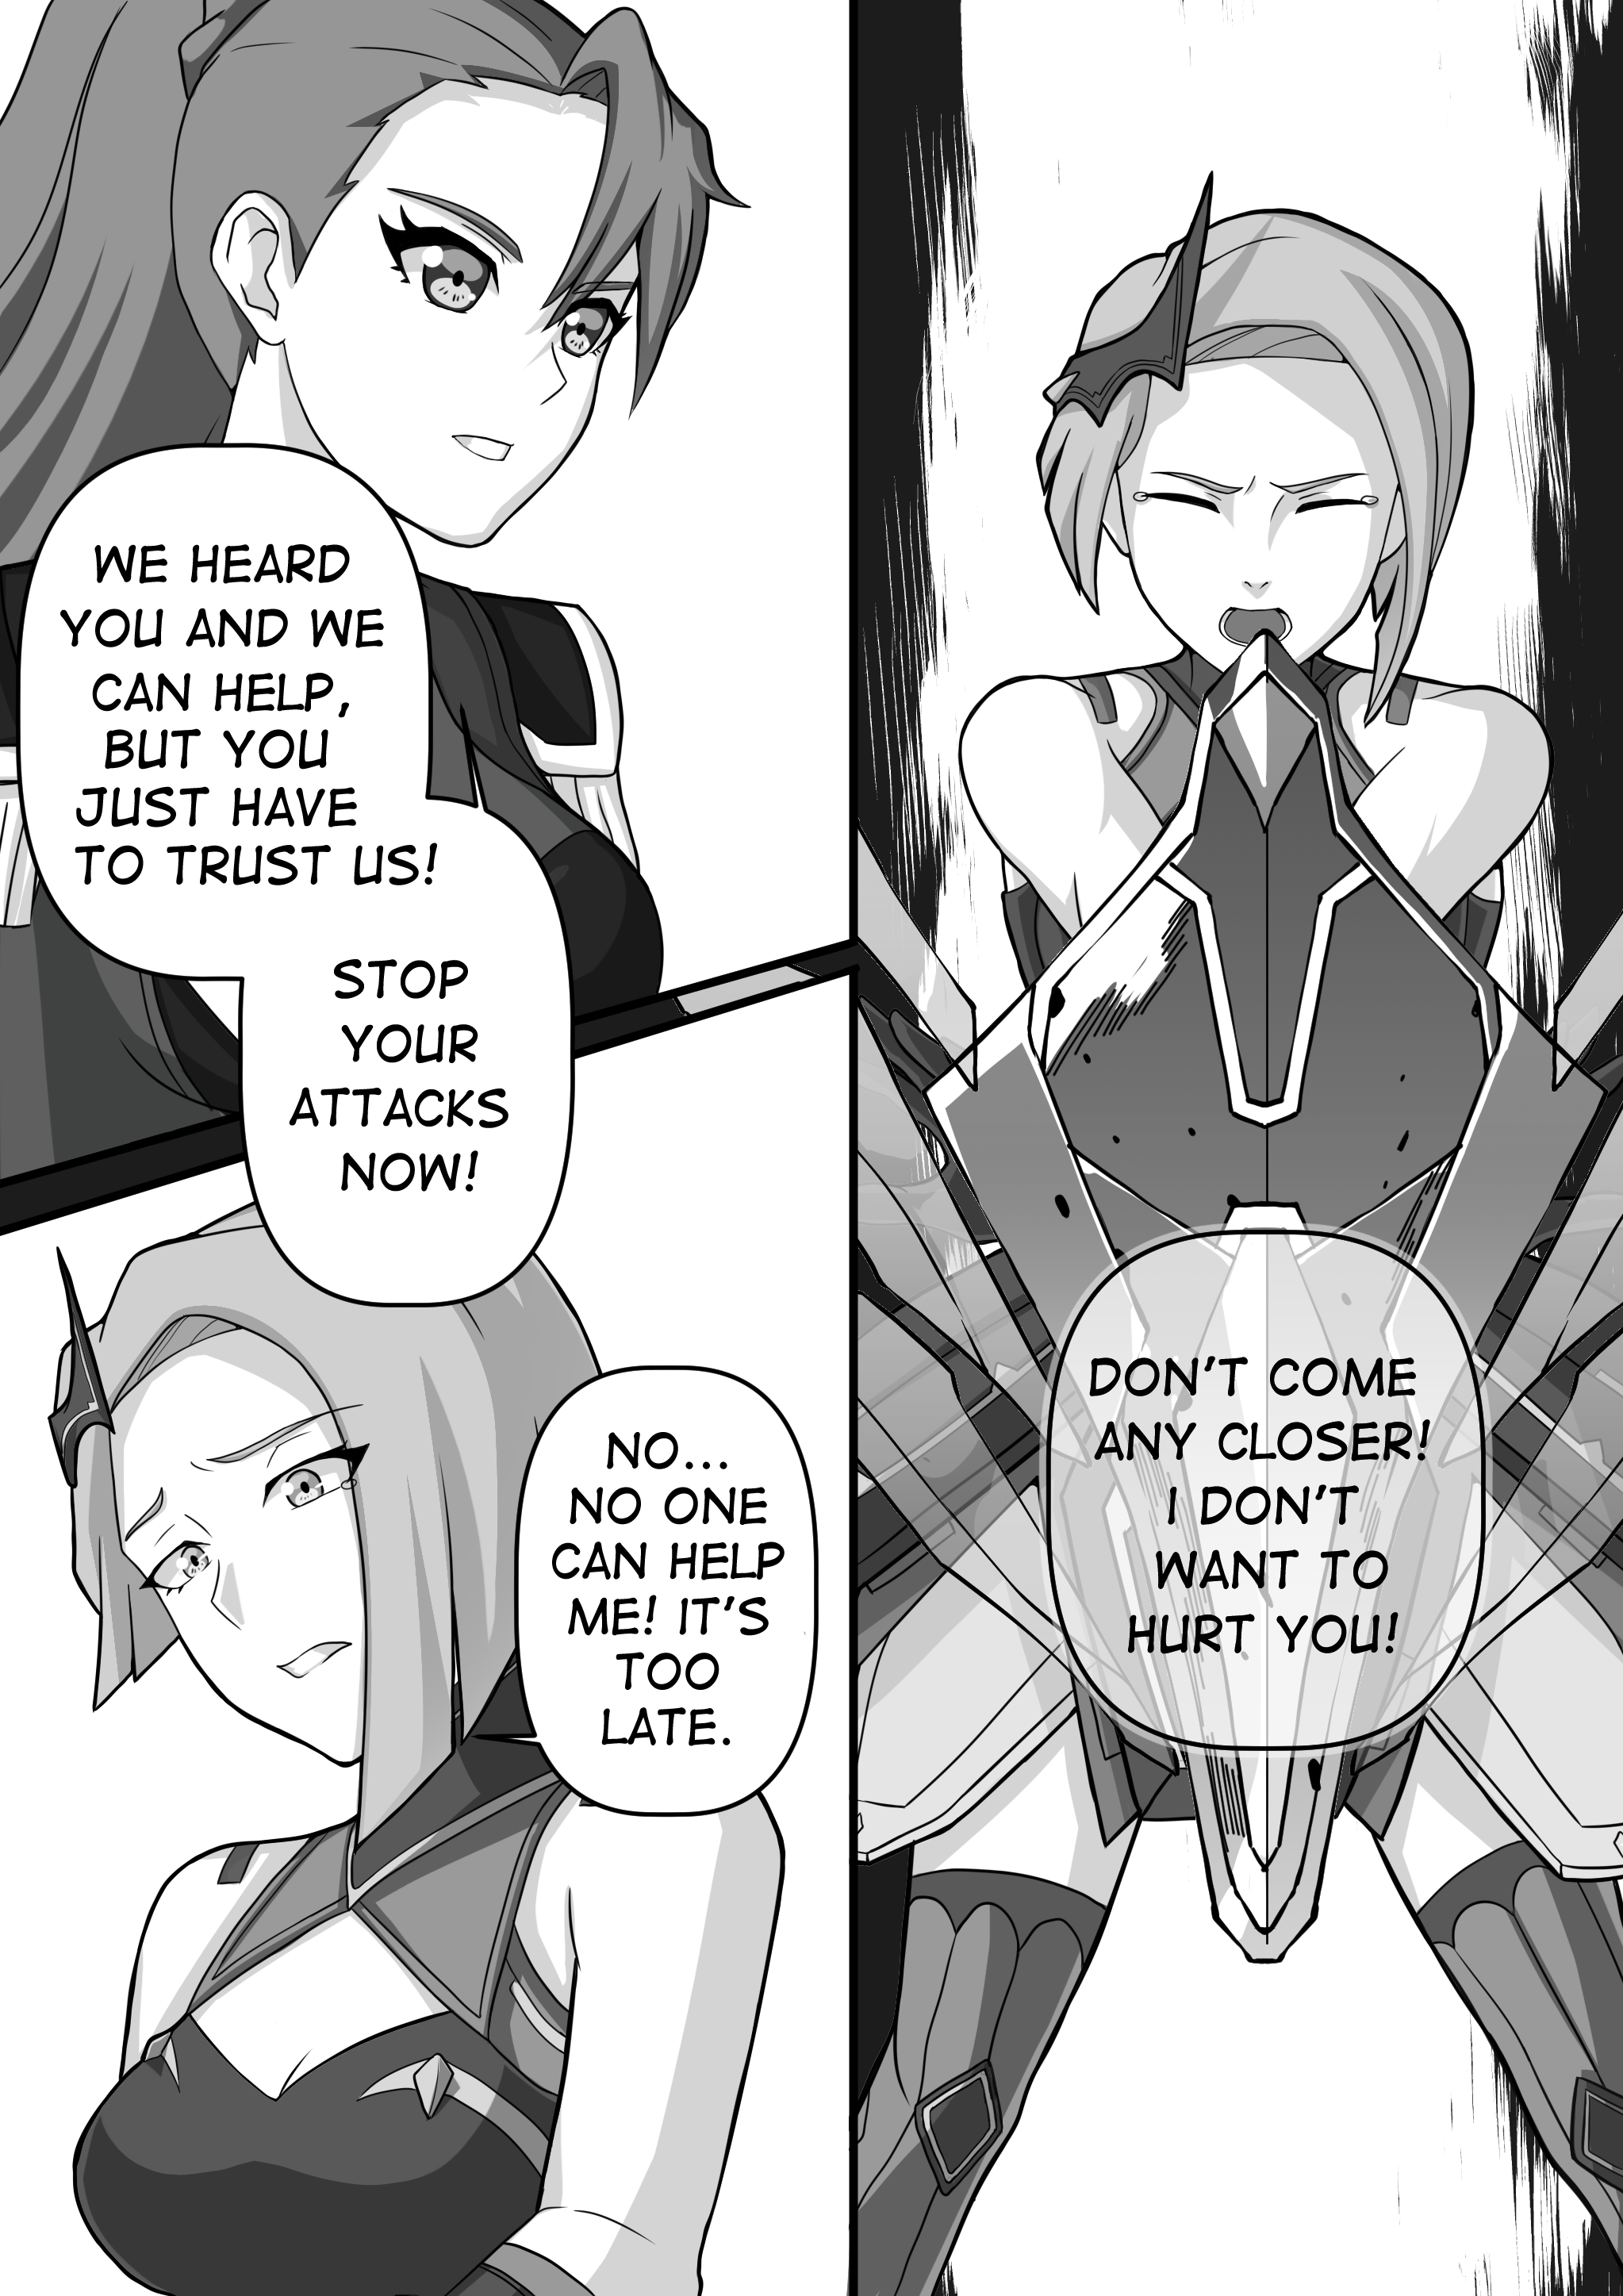 WE HEARD
YOU AND WE
CAN HELP,
BUT YOU
JUST HAVE
TO TRUST US!
STOP
YOUR
ATTACKS
NOW!
NO...
NO ONE
CAN HELP
ME! IT'S
TOO
LATE.
DON'T COME
ANY CLOSER!
I DON'T
WANT TO
HURT YOU!